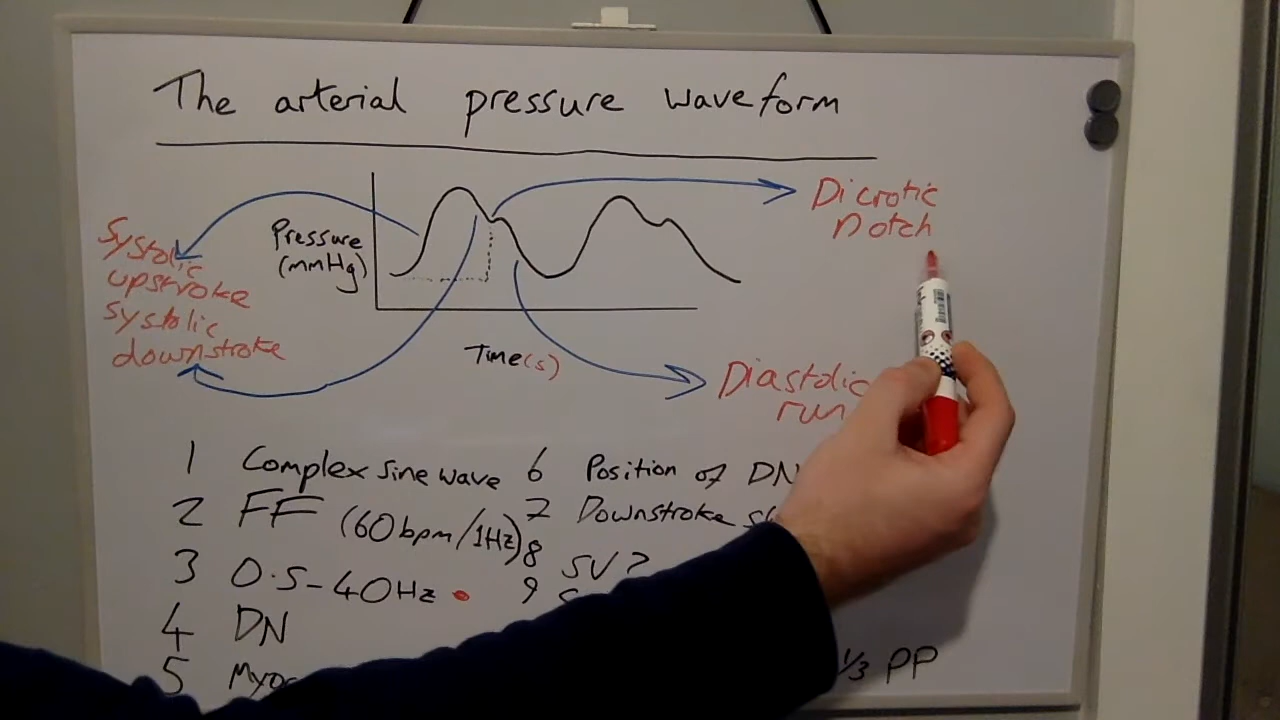 The arterial pressure waveform
Pressure
(mmHg)
Systolic
upstroke
systolic
downstroke
Time(s)
Dicrotic
notch
Diastolic
run
1 Complex sine wave
2 FF (60bpm/1Hz)
3 0.5-40Hz
4 DN
5
6 Position of DN
7 Downstroke
8 SV?
9
1/3 PP